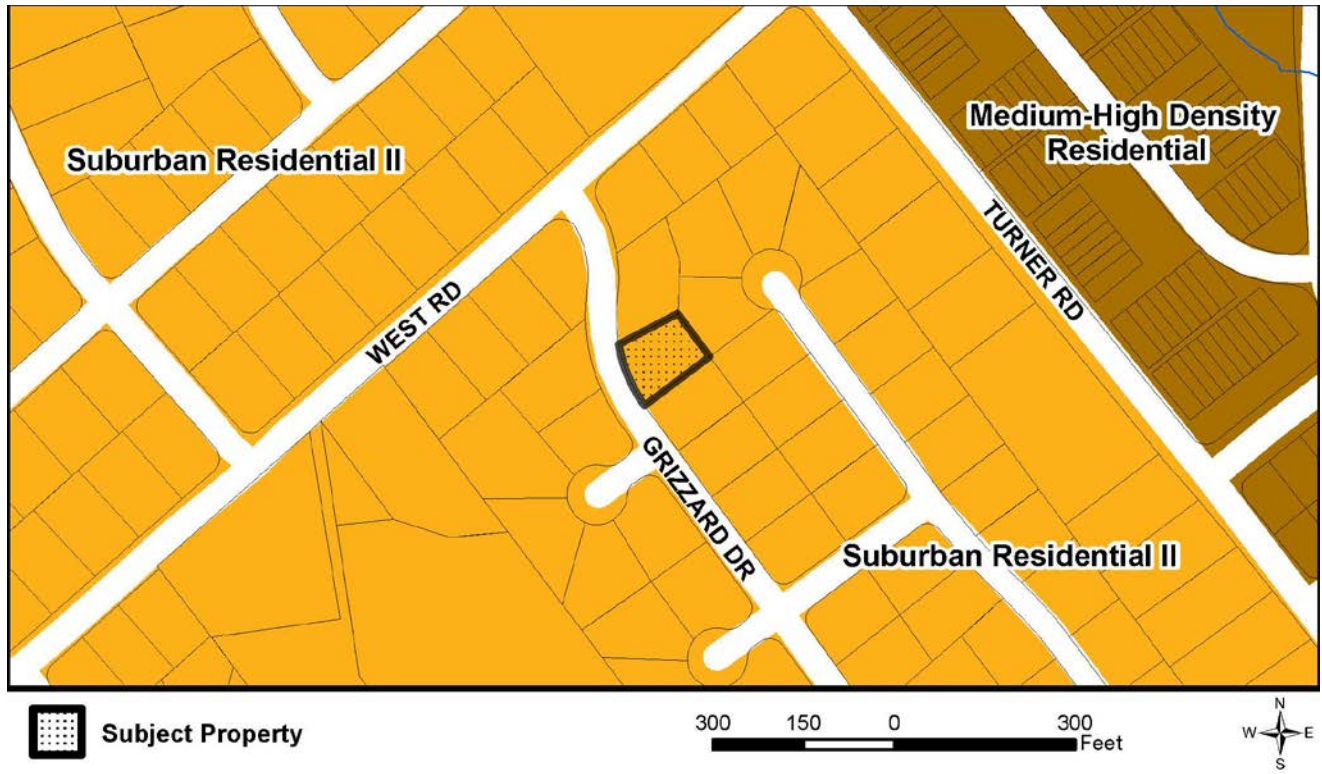 Suburban Residential II
Medium-High Density
Residential
TURNER RD
WEST RD
GRIZZARD DR
Suburban Residential II
Subject Property
300 150 0 300
Feet
N
W E
S